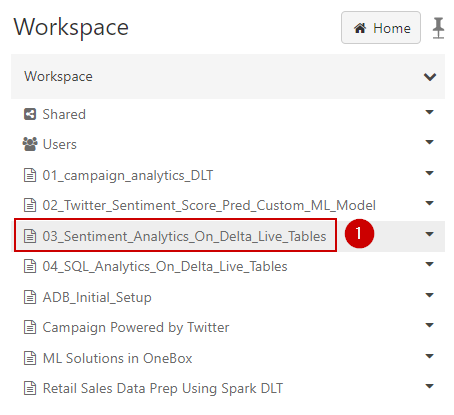 Workspace
Home
Workspace
Shared
Users
01_campaign_analytics_DLT
02_Twitter_Sentiment_Score_Pred_Custom_ML_Model
03_Sentiment_Analytics_On_Delta_Live_Tables
1
04_SQL_Analytics_On_Delta_Live_Tables
ADB_Initial_Setup
Campaign Powered by Twitter
ML Solutions in OneBox
Retail Sales Data Prep Using Spark DLT